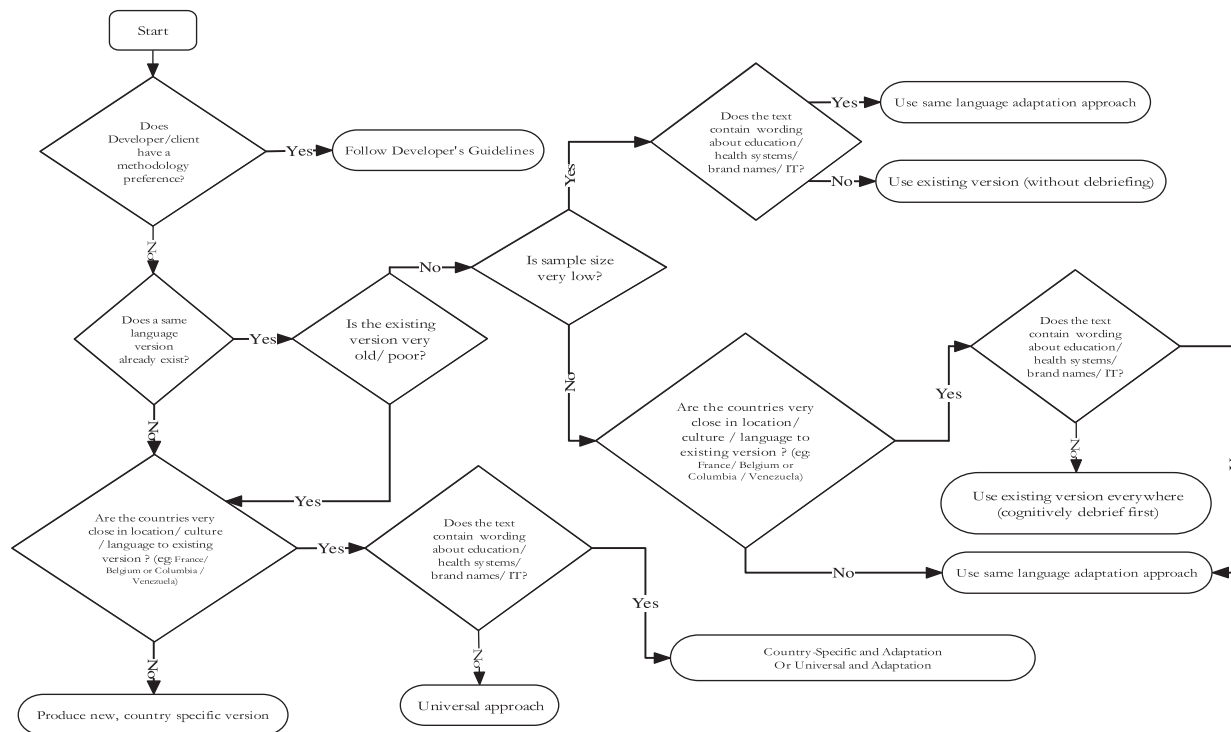 Start
Does
Developer/client
have a
methodology
preference?
Yes
Follow Developer's Guidelines
No
Does a same
language
version
already exist?
Yes
Is the existing
version very
old/ poor?
No
Is sample size
very low?
Yes
Does the text
contain wording
about education/
health systems/
brand names/ IT?
Yes
Use same language adaptation approach
No
Use existing version (without debriefing)
No
Are the countries very
close in location/
culture / language to
existing version ? (eg:
France/ Belgium or
Columbia / Venezuela)
Yes
Does the text
contain wording
about education/
health systems/
brand names/ IT?
No
Use existing version everywhere
(cognitively debrief first)
No
Use same language adaptation approach
No
Yes
Are the countries very
close in location/ culture
/ language to existing
version ? (eg: France/
Belgium or Columbia /
Venezuela)
Yes
Does the text
contain wording
about education/
health systems/
brand names/ IT?
Yes
Country-Specific and Adaptation
Or Universal and Adaptation
No
Universal approach
No
Produce new, country specific version